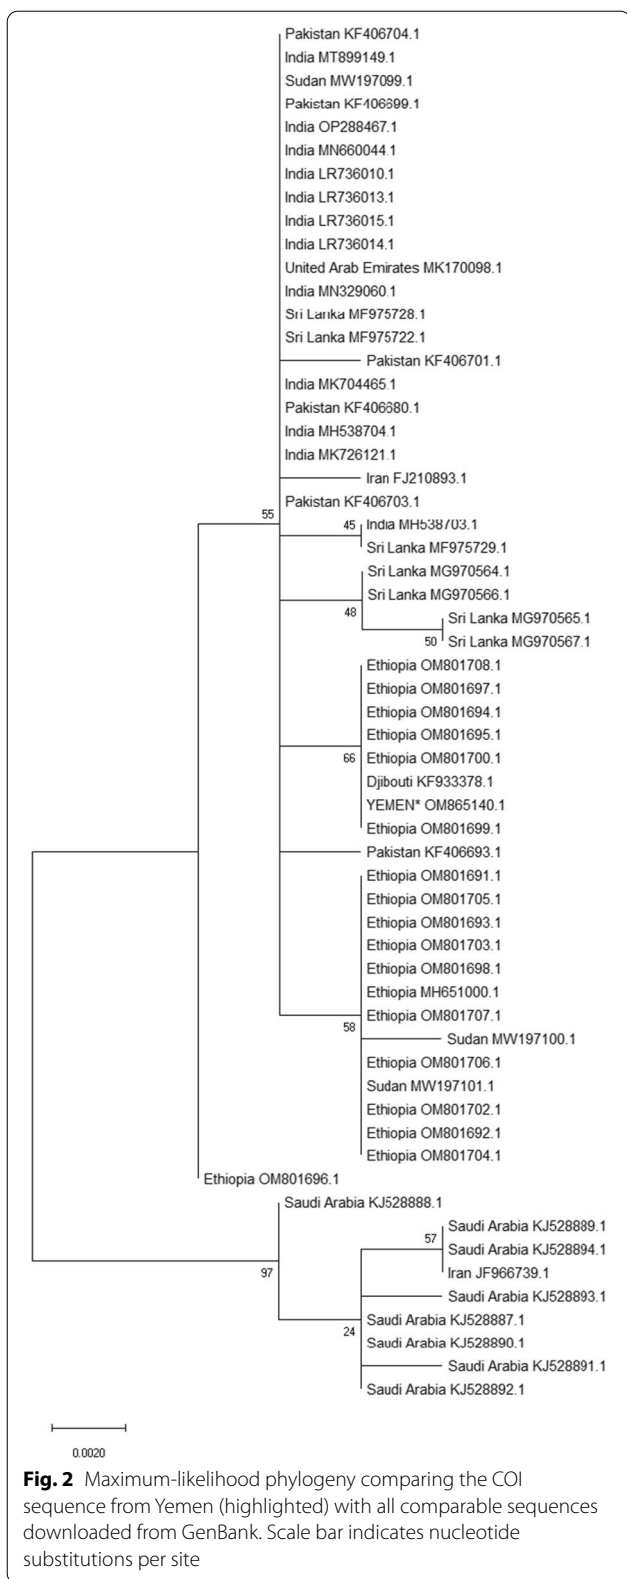 Pakistan KF406704.1
India MT899149.1
Sudan MW197099.1
Pakistan KF406699.1
India OP288467.1
India MN660044.1
India LR736010.1
India LR736013.1
India LR736015.1
India LR736014.1
United Arab Emirates MK170098.1
India MN329060.1
Sri Lanka MF975728.1
Sri Lanka MF975722.1
Pakistan KF406701.1
India MK704465.1
Pakistan KF406680.1
India MH538704.1
India MK726121.1
Iran FJ210893.1
Pakistan KF406703.1
55
45
India MH538703.1
Sri Lanka MF975729.1
Sri Lanka MG970564.1
Sri Lanka MG970566.1
48
Sri Lanka MG970565.1
50
Sri Lanka MG970567.1
Ethiopia OM801708.1
Ethiopia OM801697.1
Ethiopia OM801694.1
Ethiopia OM801695.1
66
Ethiopia OM801700.1
Djibouti KF933378.1
YEMEN* OM865140.1
Ethiopia OM801699.1
Pakistan KF406693.1
Ethiopia OM801691.1
Ethiopia OM801705.1
Ethiopia OM801693.1
Ethiopia OM801703.1
Ethiopia OM801698.1
Ethiopia MH651000.1
Ethiopia OM801707.1
58
Sudan MW197100.1
Ethiopia OM801706.1
Sudan MW197101.1
Ethiopia OM801702.1
Ethiopia OM801692.1
Ethiopia OM801704.1
Ethiopia OM801696.1
Saudi Arabia KJ528888.1
Saudi Arabia KJ528889.1
57
Saudi Arabia KJ528894.1
97
Iran JF966739.1
Saudi Arabia KJ528893.1
Saudi Arabia KJ528887.1
24
Saudi Arabia KJ528890.1
Saudi Arabia KJ528891.1
Saudi Arabia KJ528892.1
0.0020
Fig. 2 Maximum-likelihood phylogeny comparing the COI
sequence from Yemen (highlighted) with all comparable sequences
downloaded from GenBank. Scale bar indicates nucleotide
substitutions per site